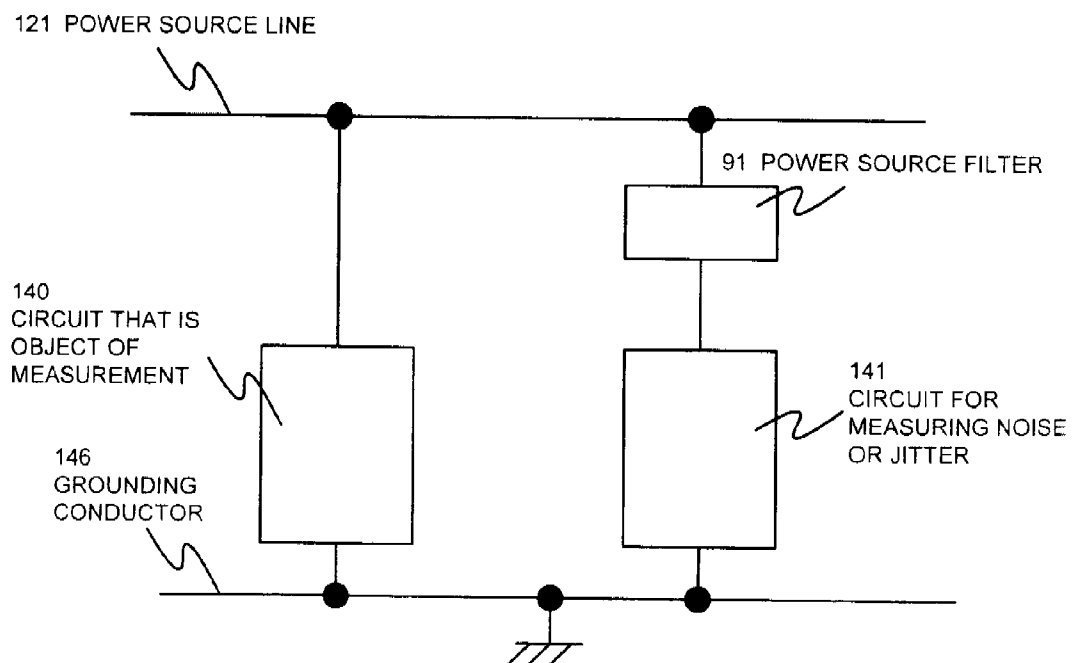 121 POWER SOURCE LINE
91 POWER SOURCE FILTER
140
CIRCUIT THAT IS
OBJECT OF
MEASUREMENT
141
CIRCUIT FOR
MEASURING NOISE
OR JITTER
146
GROUNDING
CONDUCTOR